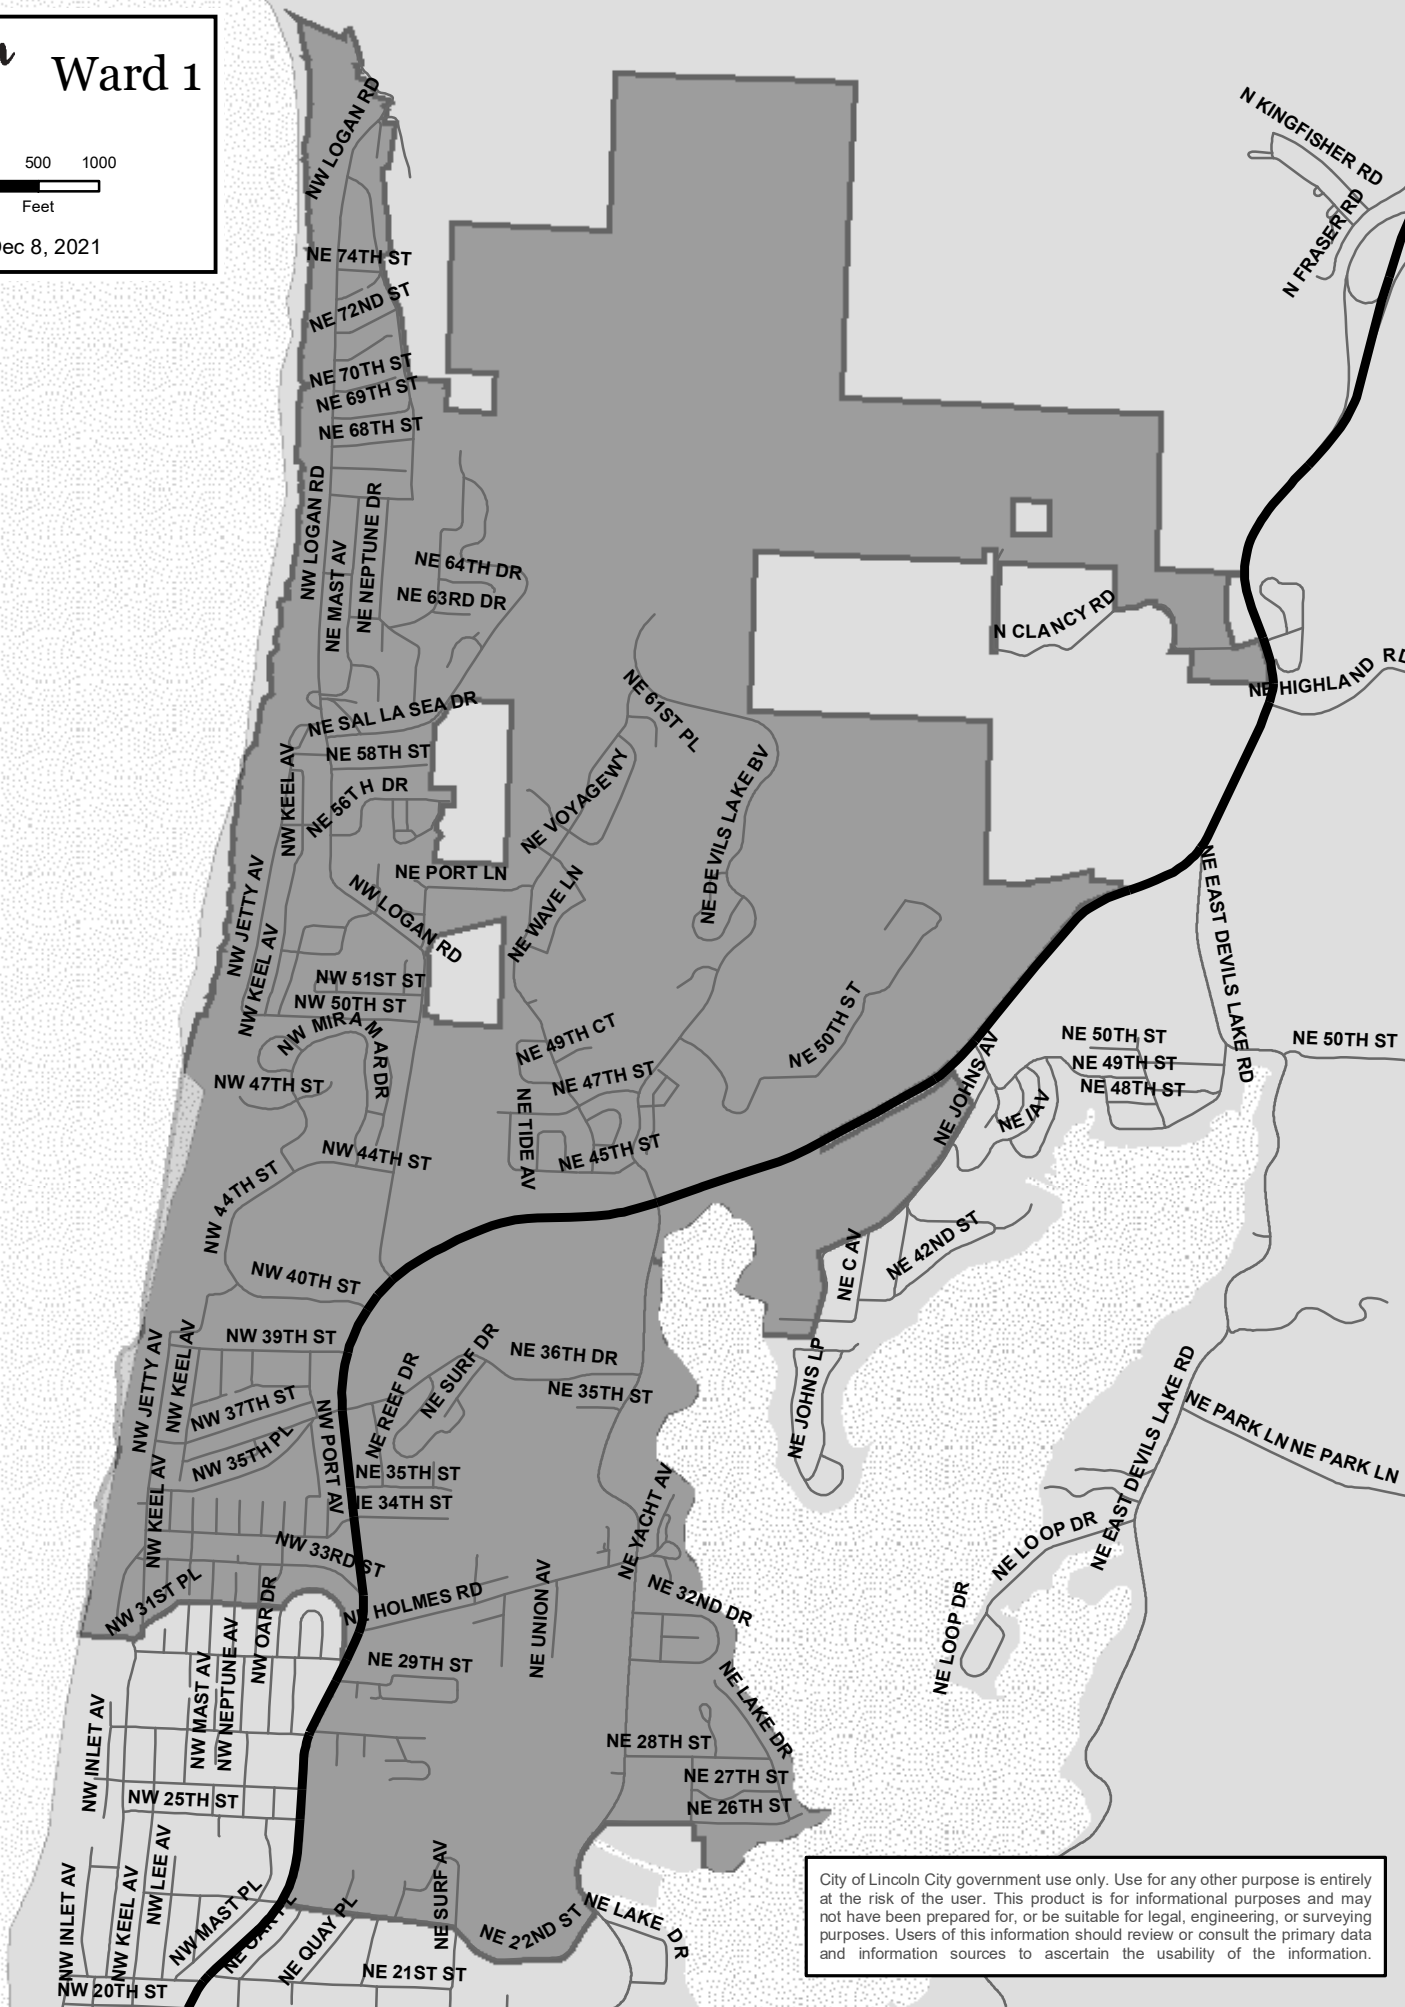 Ward 1
500 1000
Feet
ec 8, 2021
N KINGFISHER RD
N FRASER RD
NW LOGAN RD
NE 74TH ST
NE 72ND ST
NE 70TH ST
NE 69TH ST
NE 68TH ST
NW LOGAN RD
NE MAST AV
NE NEPTUNE DR
NE 64TH DR
NE 63RD DR
N CLANCY RD
NE HIGHLAND RD
NE SAL LA SEA DR
NE 61ST PL
NE 58TH ST
NW KEEL AV
NE 56TH DR
NE VOYAGEWY
NE DEVILS LAKE BV
NE PORT LN
NW LOGAN RD
NE WAVE LN
NW JETTY AV
NW KEEL AV
NE EAST DEVILS LAKE RD
NW 51ST ST
NW 50TH ST
NW MIRAMAR DR
NE 49TH CT
NE 50TH ST
NE 50TH ST
NE 50TH ST
NE 49TH ST
NE 48TH ST
NE JOHNS AV
NE I AV
NW 47TH ST
NE 47TH ST
NE TIDE AV
NE 45TH ST
NW 44TH ST
NW 44TH ST
NE C AV
NE 42ND ST
NW 40TH ST
NW 39TH ST
NW JETTY AV
NW KEEL AV
NW 37TH ST
NW 35TH PL
NW PORT AV
NE REEF DR
NE SURF DR
NE 36TH DR
NE 35TH ST
NE JOHNS LP
NE EAST DEVILS LAKE RD
NE PARK LN
NE PARK LN
NE 35TH ST
NE 34TH ST
NW KEEL AV
NW 33RD ST
NE YACHT AV
NE LOOP DR
NE LOOP DR
NW 31ST PL
NW OAR DR
NE HOLMES RD
NE UNION AV
NE 32ND DR
NW MAST AV
NW NEPTUNE AV
NE 29TH ST
NE LAKE DR
NW INLET AV
NE 28TH ST
NE 27TH ST
NE 26TH ST
NW 25TH ST
NW INLET AV
NW KEEL AV
NW LEE AV
NW MAST PL
NE OAR PL
NE QUAY PL
NE SURF AV
NE 22ND ST
NE LAKE DR
NE 21ST ST
NW 20TH ST
City of Lincoln City government use only. Use for any other purpose is entirely
at the risk of the user. This product is for informational purposes and may
not have been prepared for, or be suitable for legal, engineering, or surveying
purposes. Users of this information should review or consult the primary data
and information sources to ascertain the usability of the information.